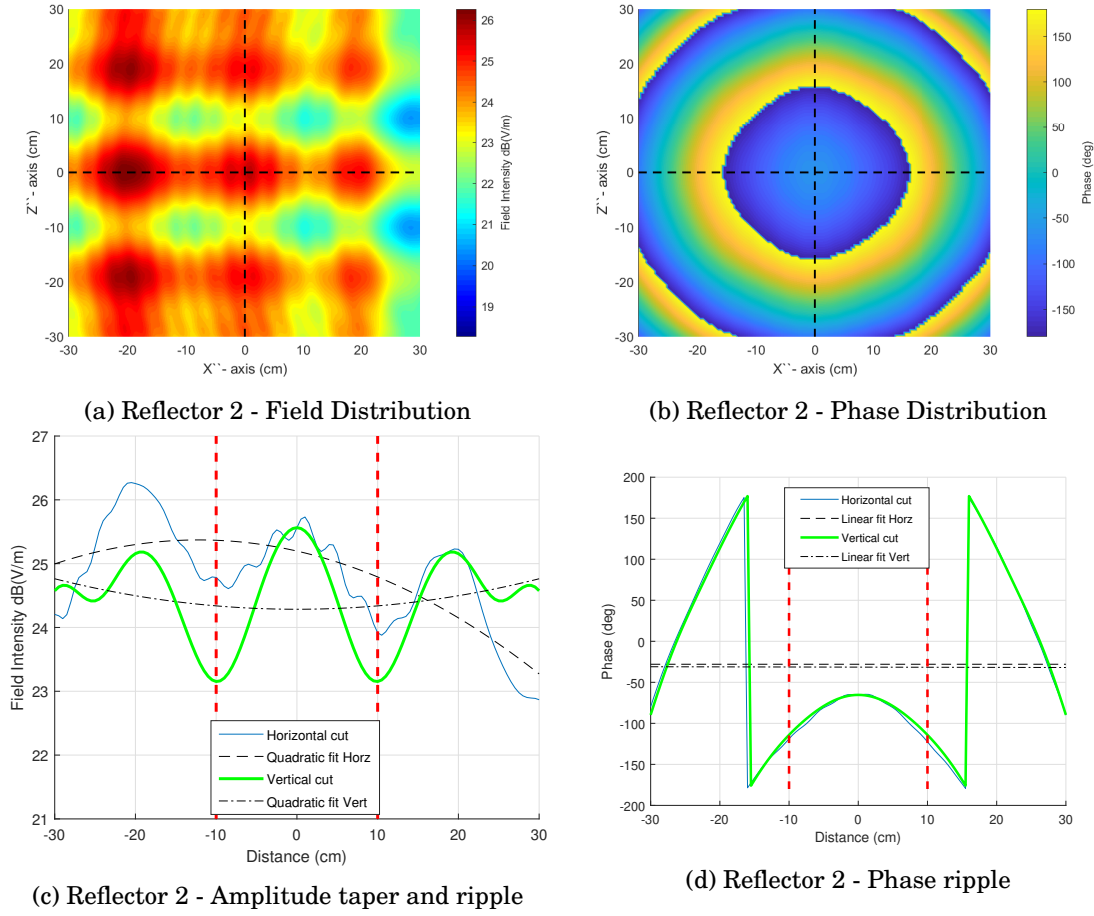 30
20
10
0
-10
-20
-30
-30 -20 -10 0 10 20 30
Z``- axis (cm)
X``- axis (cm)
26
25
24
23
22
21
20
19
Field Intensity dB(V/m)
(a) Reflector 2 - Field Distribution
30
20
10
0
-10
-20
-30
-30 -20 -10 0 10 20 30
Z``- axis (cm)
X``- axis (cm)
150
100
50
0
-50
-100
-150
Phase (deg)
(b) Reflector 2 - Phase Distribution
27
26
25
24
23
22
21
-30 -20 -10 0 10 20 30
Field Intensity dB(V/m)
Distance (cm)
Horizontal cut
Quadratic fit Horz
Vertical cut
Quadratic fit Vert
(c) Reflector 2 - Amplitude taper and ripple
200
150
100
50
0
-50
-100
-150
-200
-30 -20 -10 0 10 20 30
Phase (deg)
Distance (cm)
Horizontal cut
Linear fit Horz
Vertical cut
Linear fit Vert
(d) Reflector 2 - Phase ripple